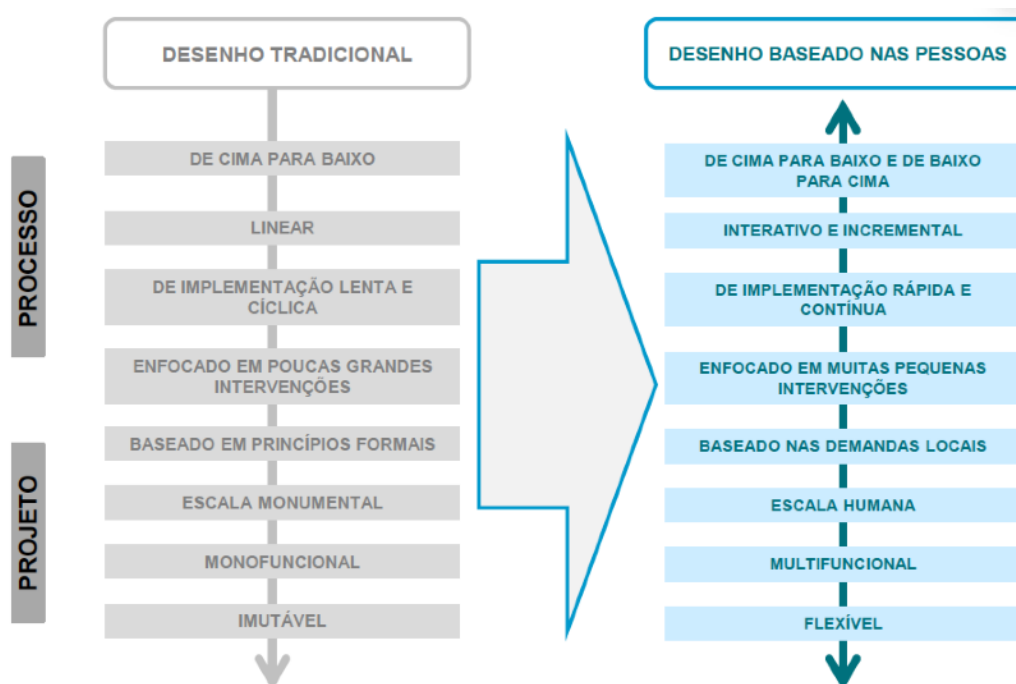 DESENHO TRADICIONAL
DESENHO BASEADO NAS PESSOAS
PROCESSO
DE CIMA PARA BAIXO
LINEAR
DE IMPLEMENTAÇÃO LENTA E
CÍCLICA
ENFOCADO EM POUCAS GRANDES
INTERVENÇÕES
PROJETO
BASEADO EM PRINCÍPIOS FORMAIS
ESCALA MONUMENTAL
MONOFUNCIONAL
IMUTÁVEL
DE CIMA PARA BAIXO E DE BAIXO
PARA CIMA
INTERATIVO E INCREMENTAL
DE IMPLEMENTAÇÃO RÁPIDA E
CONTÍNUA
ENFOCADO EM MUITAS PEQUENAS
INTERVENÇÕES
BASEADO NAS DEMANDAS LOCAIS
ESCALA HUMANA
MULTIFUNCIONAL
FLEXÍVEL